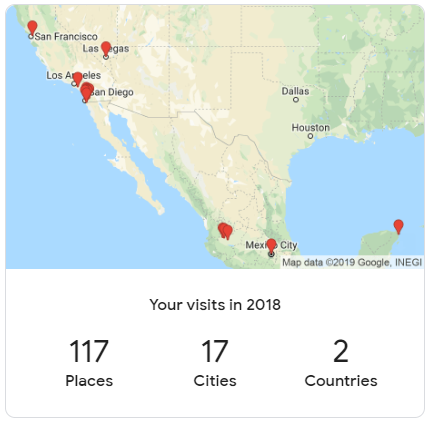 San Francisco
Las Vegas
Los Angeles
San Diego
Dallas
Houston
Mexico City
Map data ©2019 Google, INEGI
Your visits in 2018
117 17 2
Places Cities Countries